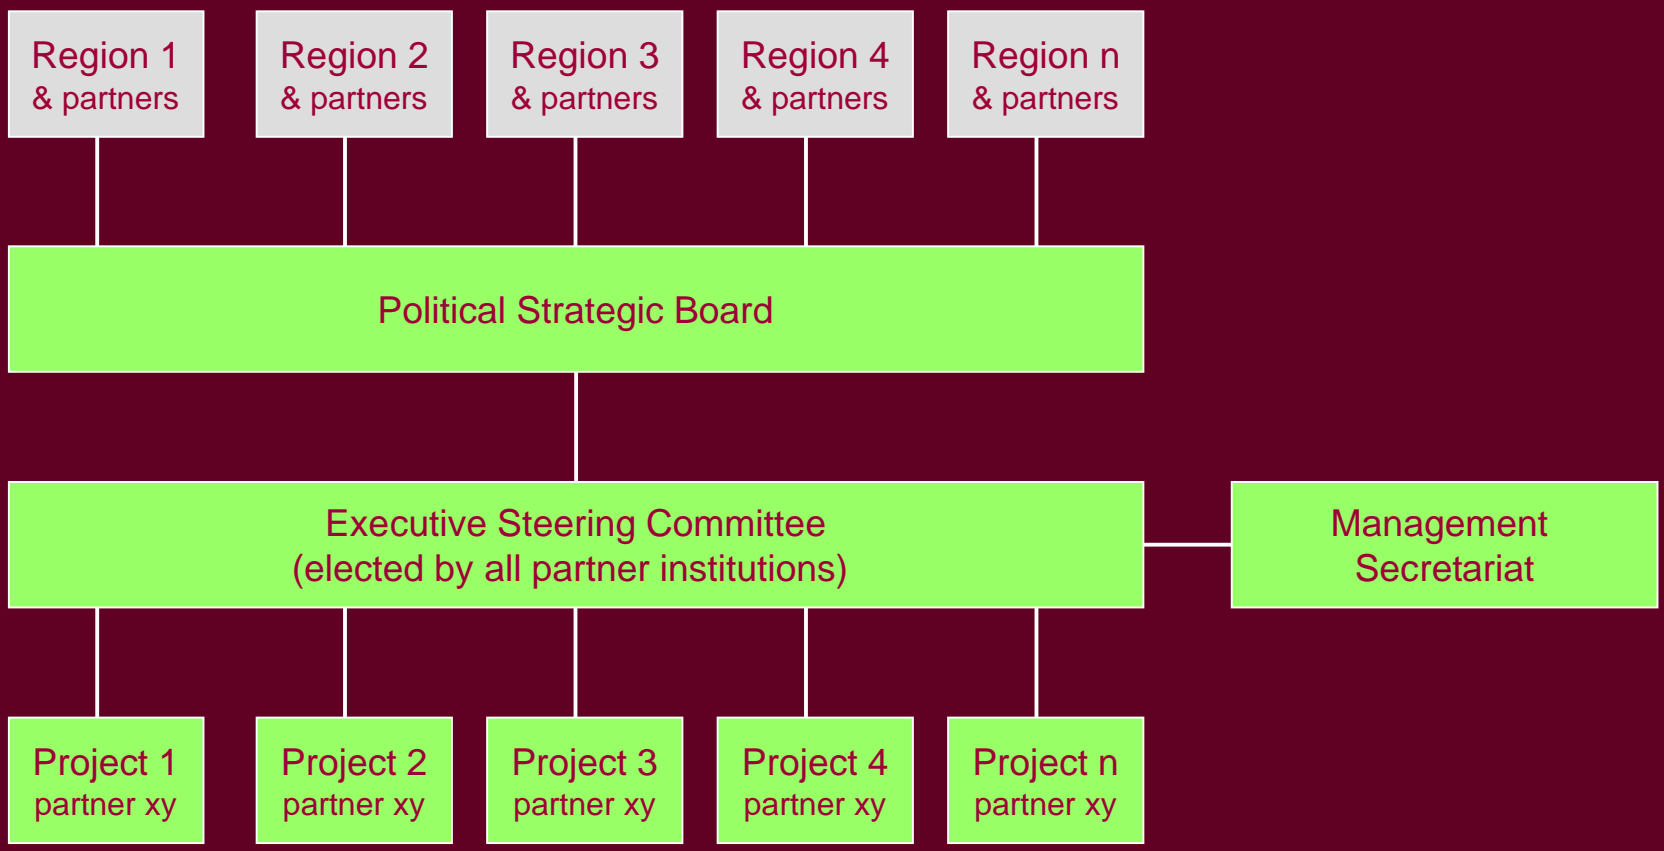 Region 1
& partners
Region 2
& partners
Region 3
& partners
Region 4
& partners
Region n
& partners
Political Strategic Board
Executive Steering Committee
(elected by all partner institutions)
Management
Secretariat
Project 1
partner xy
Project 2
partner xy
Project 3
partner xy
Project 4
partner xy
Project n
partner xy